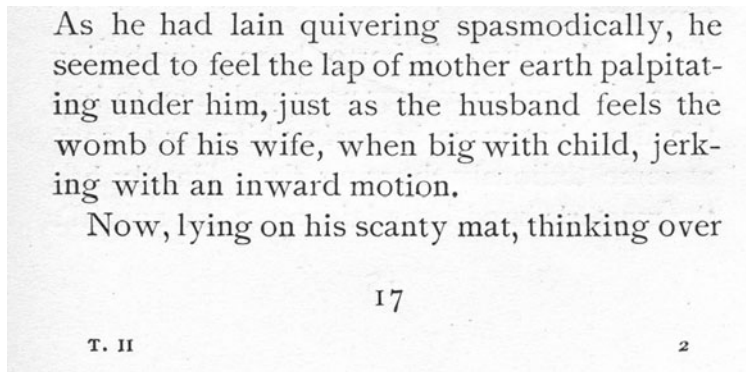 As he had lain quivering spasmodically, he
seemed to feel the lap of mother earth palpitat-
ing under him, just as the husband feels the
womb of his wife, when big with child, jerk-
ing with an inward motion.
Now, lying on his scanty mat, thinking over
17
T. II 2